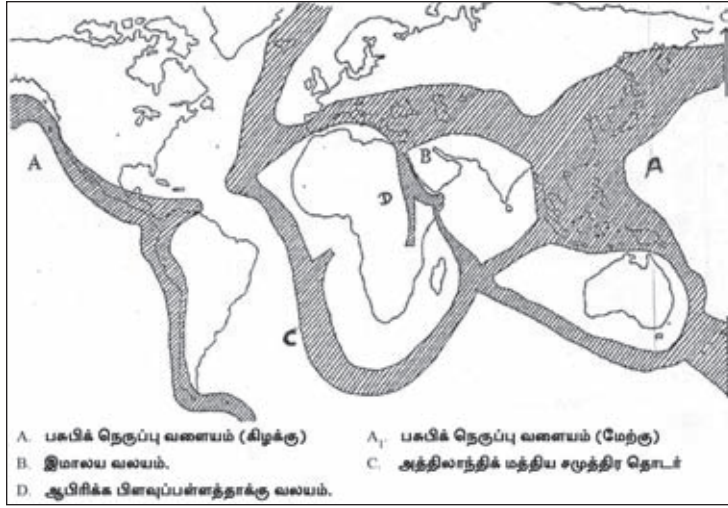 A
B
A
D
C
A. பசுபிக் நெருப்பு வளையம் (கிழக்கு)
A₁. பசுபிக் நெருப்பு வளையம் (மேற்கு)
B. இமாலய வலயம்.
C. அத்திலாந்திக் மத்திய சமுத்திர தொடர்
D. ஆபிரிக்க பிளவுப்பள்ளத்தாக்கு வலயம்.